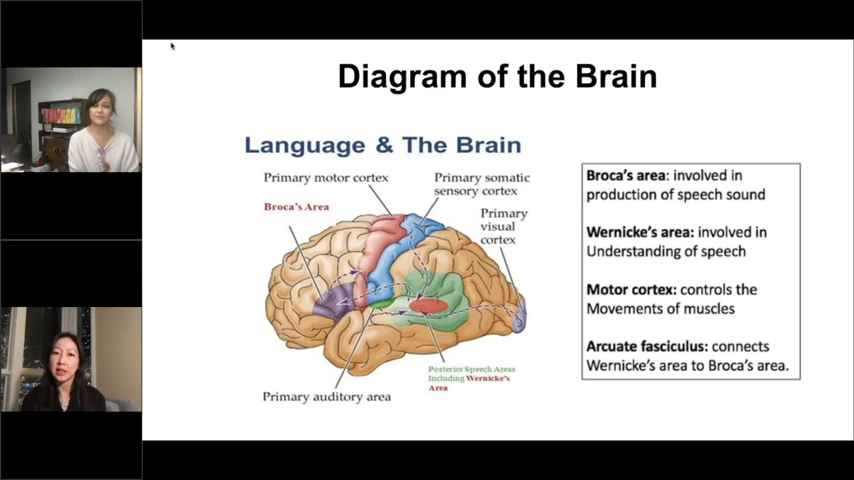 Diagram of the Brain
Language & The Brain
Primary motor cortex
Primary somatic
sensory cortex
Broca's Area
Primary
visual
cortex
Posterior Speech Areas
Including Wernicke's
Area
Primary auditory area
Broca's area: involved in
production of speech sound
Wernicke's area: involved in
Understanding of speech
Motor cortex: controls the
Movements of muscles
Arcuate fasciculus: connects
Wernicke's area to Broca's area.